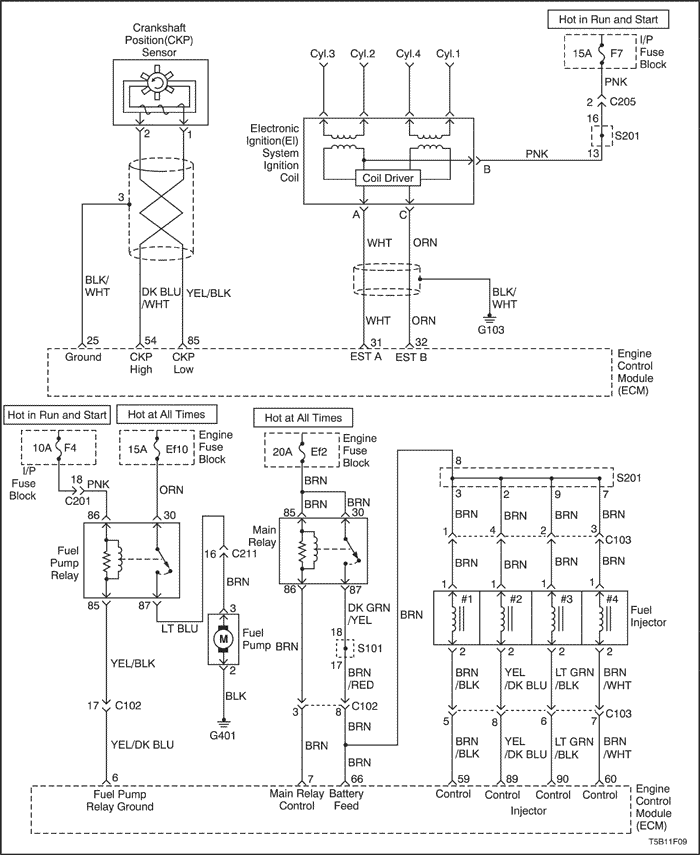 Crankshaft
Position(CKP)
Sensor
2
1
3
BLK/
WHT
DK BLU
/WHT
YEL/BLK
25
54
85
Ground
CKP
High
CKP
Low
Cyl.3
Cyl.2
Cyl.4
Cyl.1
Electronic
Ignition(EI)
System
Ignition
Coil
Coil Driver
B
A
C
WHT
ORN
WHT
ORN
31
32
EST A
EST B
BLK/
WHT
G103
Hot in Run and Start
15A
F7
I/P
Fuse
Block
PNK
2
C205
16
S201
13
PNK
Engine
Control
Module
(ECM)
Hot in Run and Start
10A
F4
I/P
Fuse
Block
18
PNK
C201
Hot at All Times
15A
Ef10
Engine
Fuse
Block
ORN
86
30
Fuel
Pump
Relay
85
87
LT BLU
YEL/BLK
17
C102
YEL/DK BLU
6
Fuel Pump
Relay Ground
16
C211
BRN
3
M
Fuel
Pump
2
BLK
G401
Hot at All Times
20A
Ef2
Engine
Fuse
Block
BRN
BRN
BRN
85
30
Main
Relay
86
87
DK GRN
/YEL
18
S101
17
BRN
BRN
/RED
3
8
C102
BRN
BRN
BRN
7
66
Main Relay
Control
Battery
Feed
BRN
8
S201
3
2
9
7
BRN
BRN
BRN
BRN
1
4
2
3
C103
BRN
BRN
BRN
BRN
1
1
1
1
#1
#2
#3
#4
Fuel
Injector
2
2
2
2
BRN
/BLK
YEL
/DK BLU
LT GRN
/BLK
BRN
/WHT
5
8
6
7
C103
BRN
/BLK
YEL
/DK BLU
LT GRN
/BLK
BRN
/WHT
59
89
90
60
Control
Control
Control
Control
Injector
Engine
Control
Module
(ECM)
T5B11F09